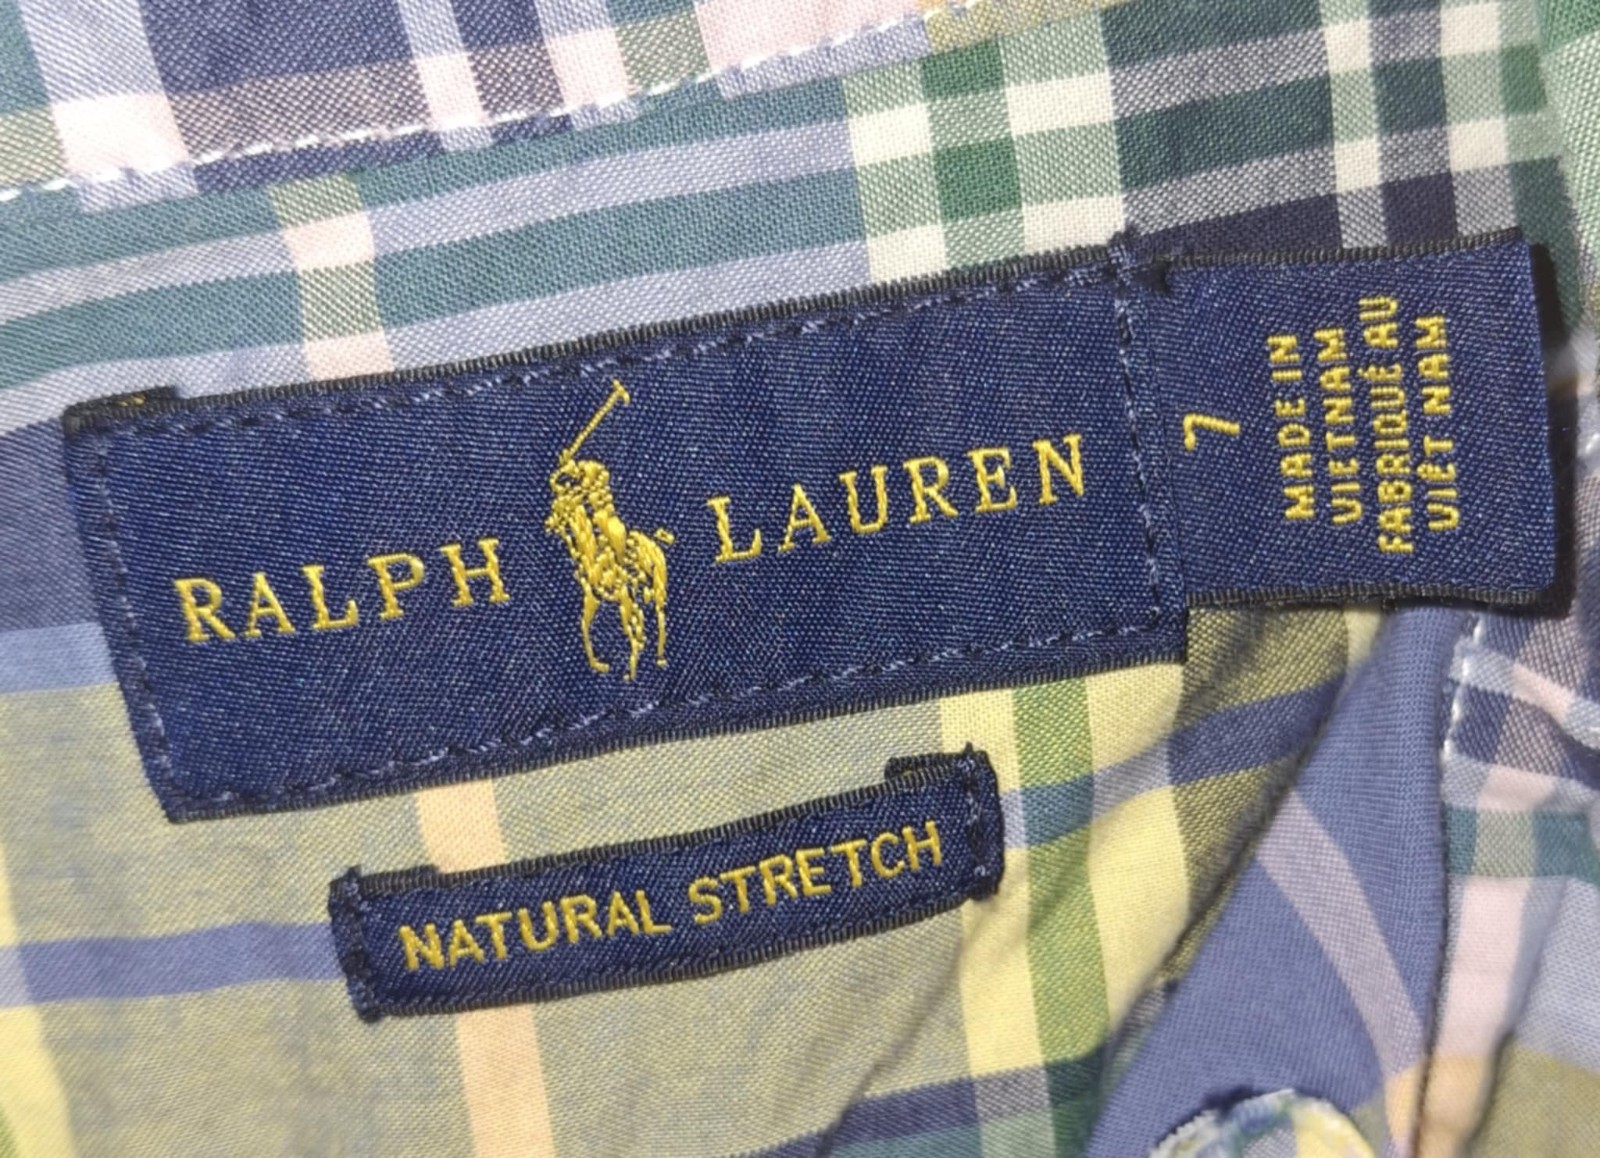 RALPH LAUREN
7
MADE IN
VIETNAM
FABRIQUÉ AU
VIÊT NAM
NATURAL STRETCH